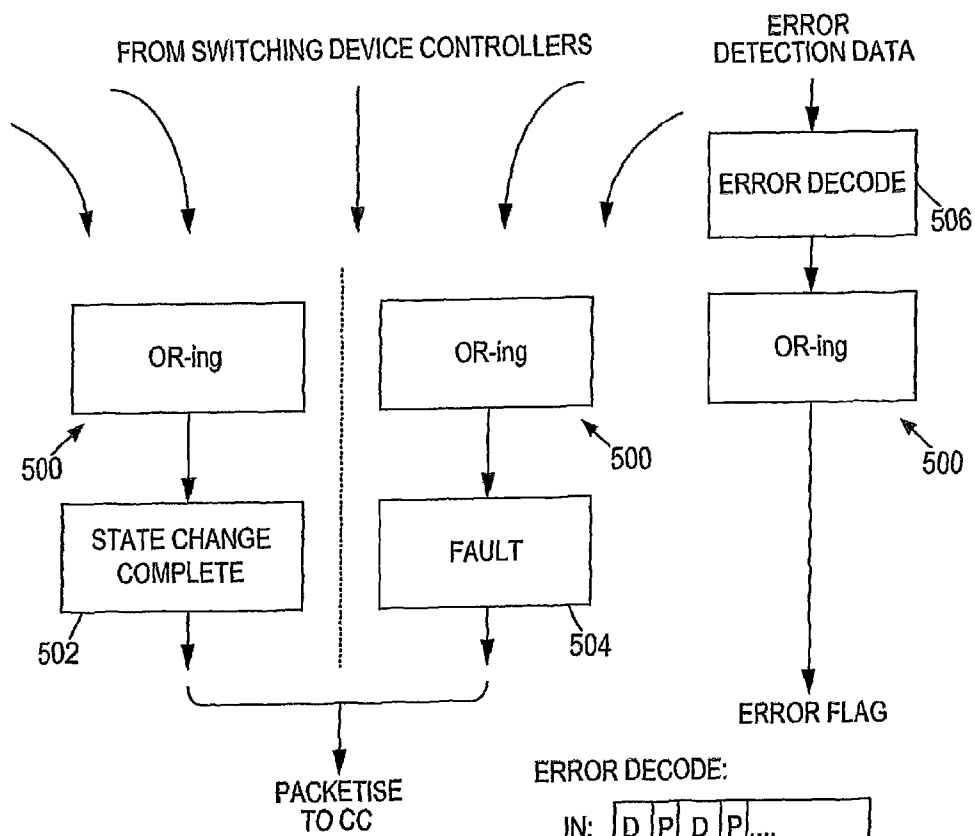 FROM SWITCHING DEVICE CONTROLLERS
ERROR
DETECTION DATA
ERROR DECODE
506
OR-ing
OR-ing
OR-ing
500
500
500
STATE CHANGE
COMPLETE
FAULT
502
504
ERROR FLAG
PACKETISE
TO CC
ERROR DECODE:
IN: D P D P....